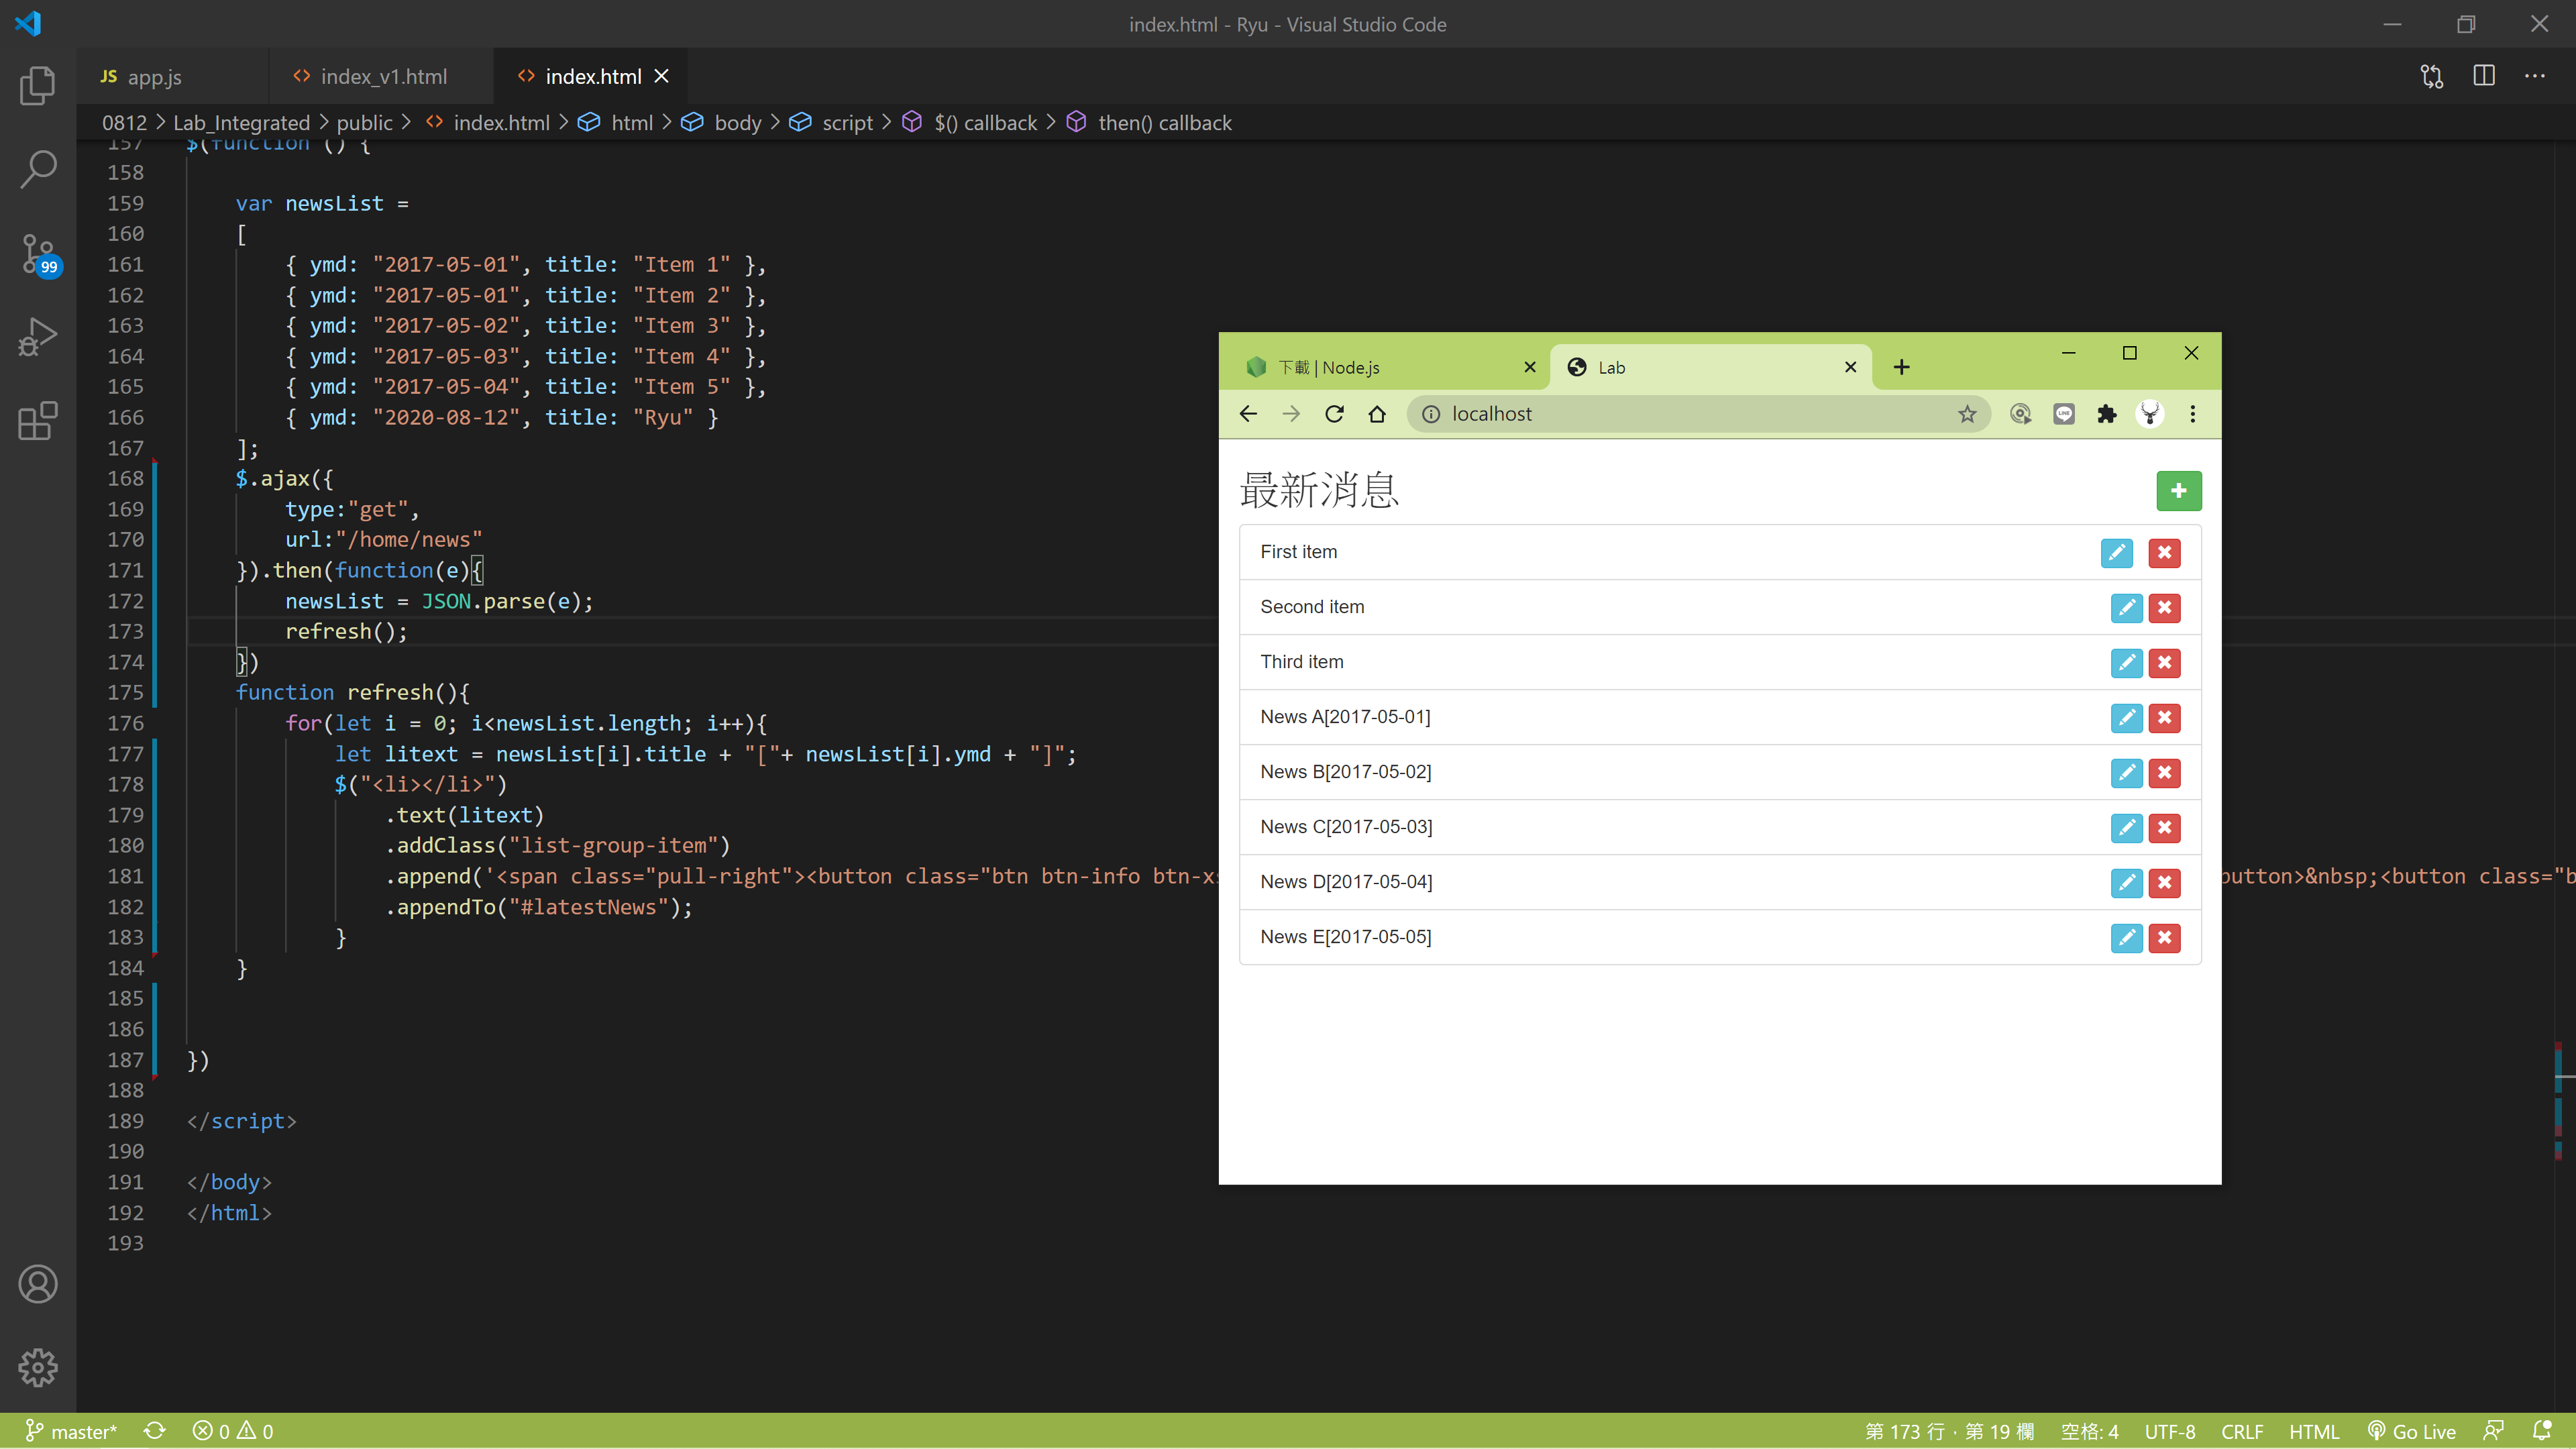 index.html - Ryu - Visual Studio Code
JS app.js
<> index_v1.html
<> index.html
0812 > Lab_Integrated > public > <> index.html > html > body > script > $() callback > then() callback
157 $(function () {
158
159 var newsList =
160 [
161 { ymd: "2017-05-01", title: "Item 1" },
162 { ymd: "2017-05-01", title: "Item 2" },
163 { ymd: "2017-05-02", title: "Item 3" },
164 { ymd: "2017-05-03", title: "Item 4" },
165 { ymd: "2017-05-04", title: "Item 5" },
166 { ymd: "2020-08-12", title: "Ryu" }
167 ];
168 $.ajax({
169 type:"get",
170 url:"/home/news"
171 }).then(function(e){
172 newsList = JSON.parse(e);
173 refresh();
174 })
175 function refresh(){
176 for(let i = 0; i<newsList.length; i++){
177 let litext = newsList[i].title + "["+ newsList[i].ymd + "]";
178 $("<li></li>")
179 .text(litext)
180 .addClass("list-group-item")
181 .append('<span class="pull-right"><button class="btn btn-info btn-xs
button>&nbsp;<button class="b
182 .appendTo("#latestNews");
183 }
184 }
185
186
187 })
188
189 </script>
190
191 </body>
192 </html>
193
99
下載 | Node.js
Lab
localhost
LINE
最新消息
First item
Second item
Third item
News A[2017-05-01]
News B[2017-05-02]
News C[2017-05-03]
News D[2017-05-04]
News E[2017-05-05]
master* 0 0
第 173 行，第 19 欄 空格: 4 UTF-8 CRLF HTML Go Live